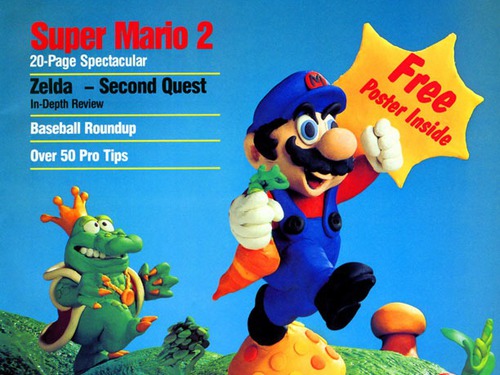 Super Mario 2
20-Page Spectacular
Zelda – Second Quest
In-Depth Review
Baseball Roundup
Over 50 Pro Tips
Free
Poster Inside
M